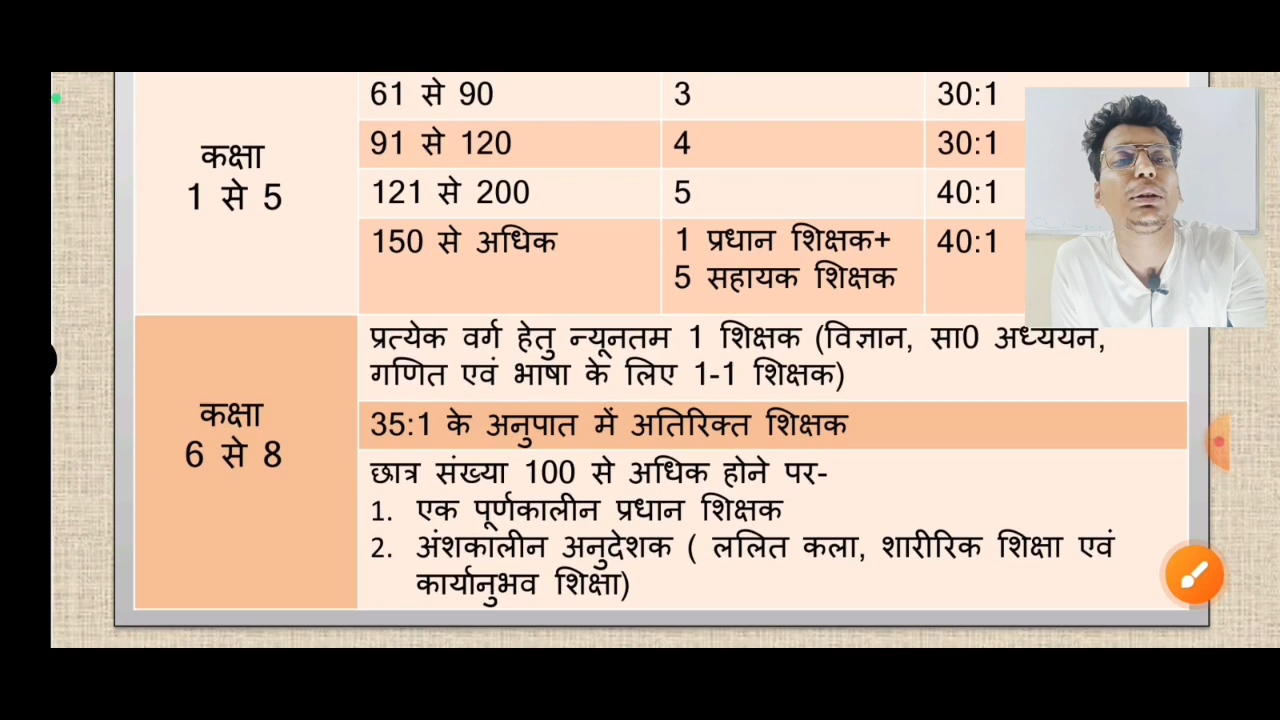 61 से 90 3 30:1
कक्षा 1 से 5
91 से 120 4 30:1
121 से 200 5 40:1
150 से अधिक 1 प्रधान शिक्षक+ 40:1
5 सहायक शिक्षक
प्रत्येक वर्ग हेतु न्यूनतम 1 शिक्षक (विज्ञान, सा0 अध्ययन,
गणित एवं भाषा के लिए 1-1 शिक्षक)
कक्षा
6 से 8
35:1 के अनुपात में अतिरिक्त शिक्षक
छात्र संख्या 100 से अधिक होने पर-
1. एक पूर्णकालीन प्रधान शिक्षक
2. अंशकालीन अनुदेशक ( ललित कला, शारीरिक शिक्षा एवं
कार्यानुभव शिक्षा)